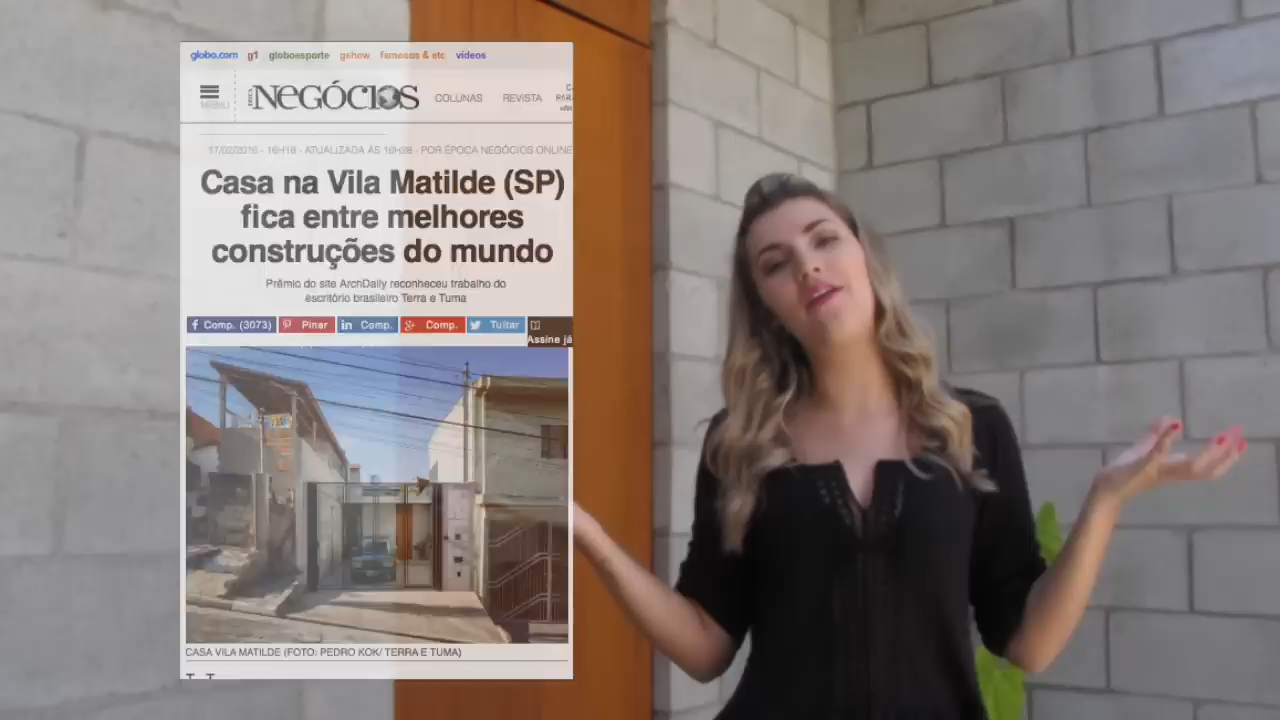 globo.com g1 globoesporte gshow famosos & etc vídeos
MENU
ÉPOCA NEGÓCIOS COLUNAS REVISTA
17/02/2016 - 16H18 - ATUALIZADA ÀS 16H38 - POR ÉPOCA NEGÓCIOS ONLINE
Casa na Vila Matilde (SP)
fica entre melhores
construções do mundo
Prêmio do site ArchDaily reconheceu trabalho do
escritório brasileiro Terra e Tuma
Comp. (3073) Pinar Comp. Comp. Tuitar
Assine já
CASA VILA MATILDE (FOTO: PEDRO KOK/ TERRA E TUMA)